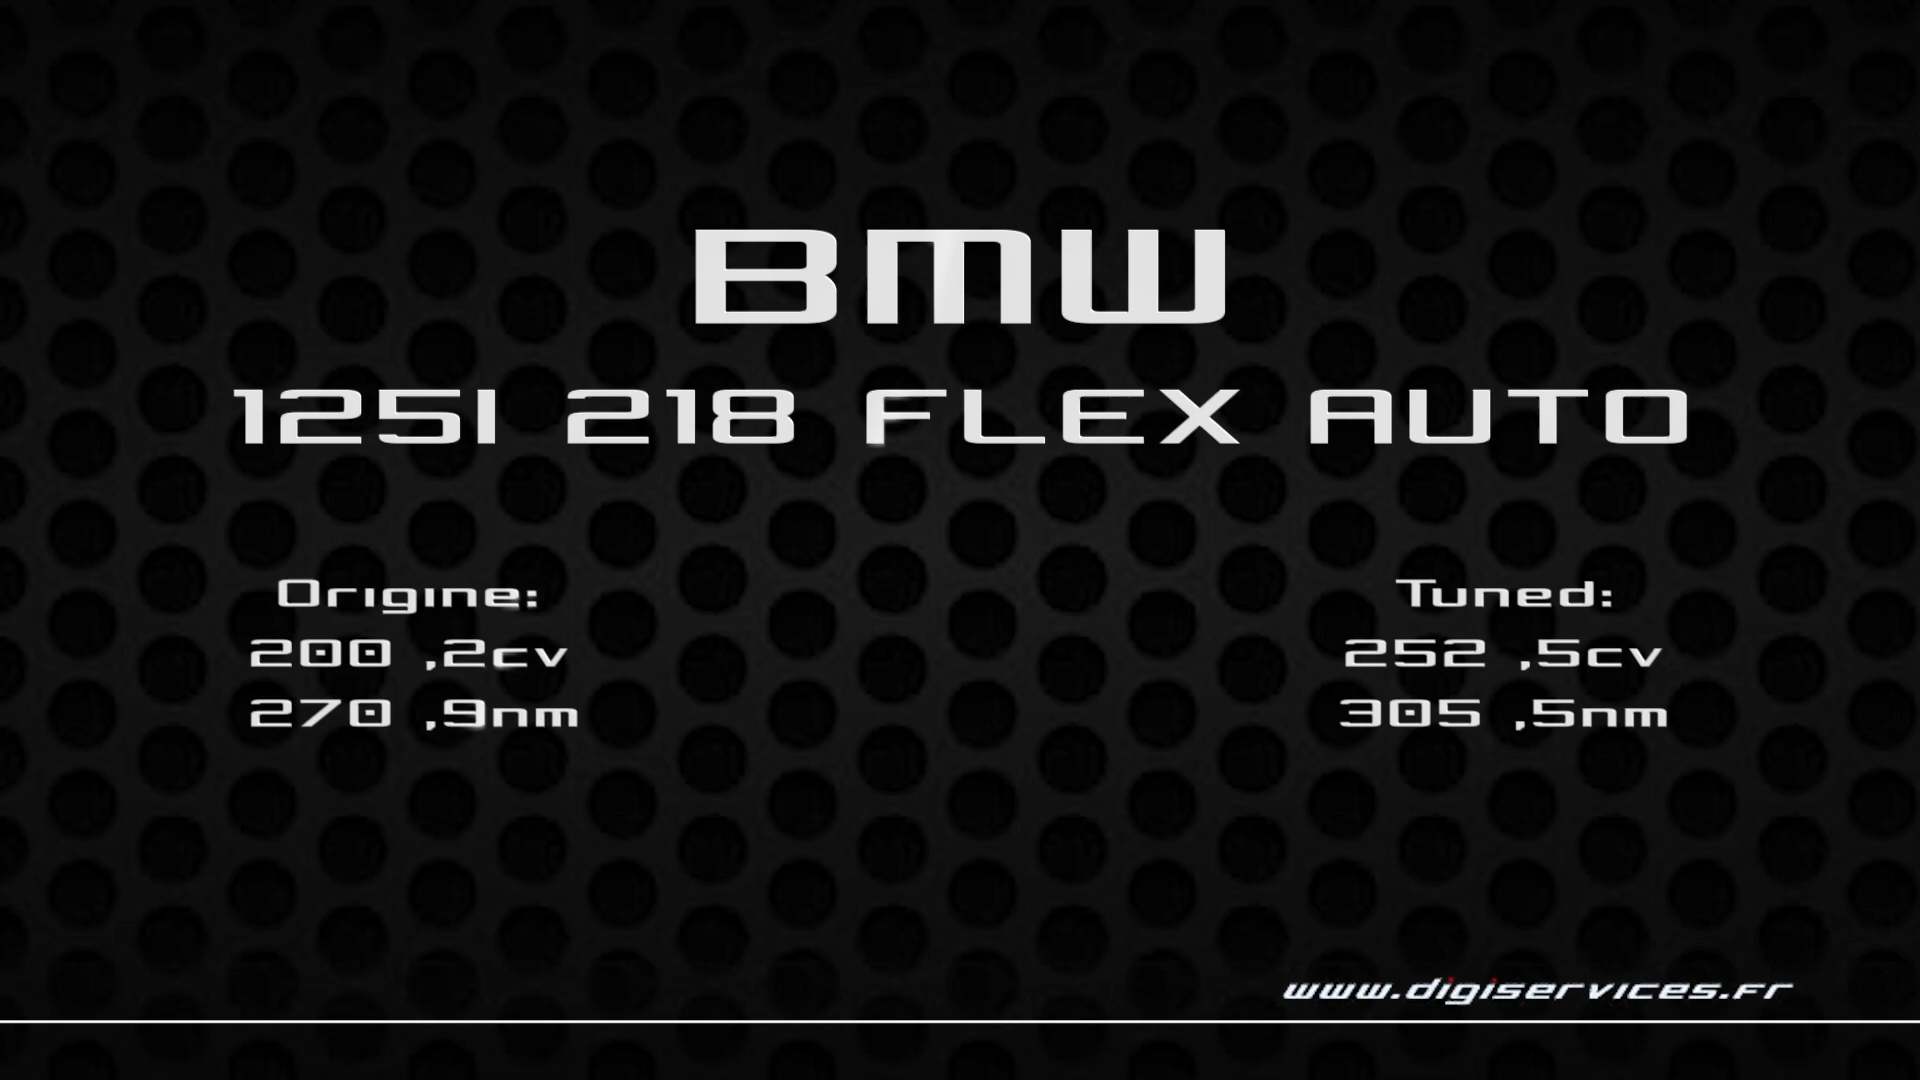 BMW
125I 218 FLEX AUTO
Origine:
200 ,2cv
270 ,9nm
Tuned:
252 ,5cv
305 ,5nm
www.digiservices.fr